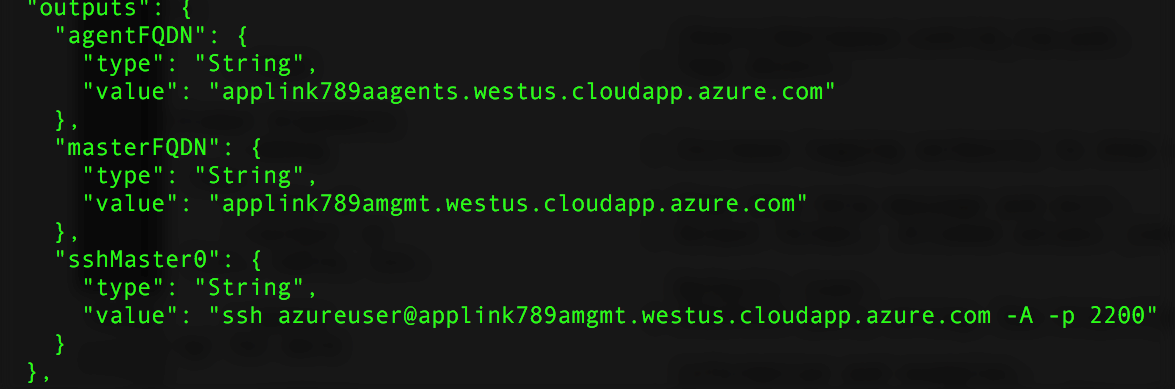 "outputs": {
"agentFQDN": {
"type": "String",
"value": "applink789aagents.westus.cloudapp.azure.com"
},
"masterFQDN": {
"type": "String",
"value": "applink789amgmt.westus.cloudapp.azure.com"
},
"sshMaster0": {
"type": "String",
"value": "ssh azureuser@applink789amgmt.westus.cloudapp.azure.com -A -p 2200"
}
},